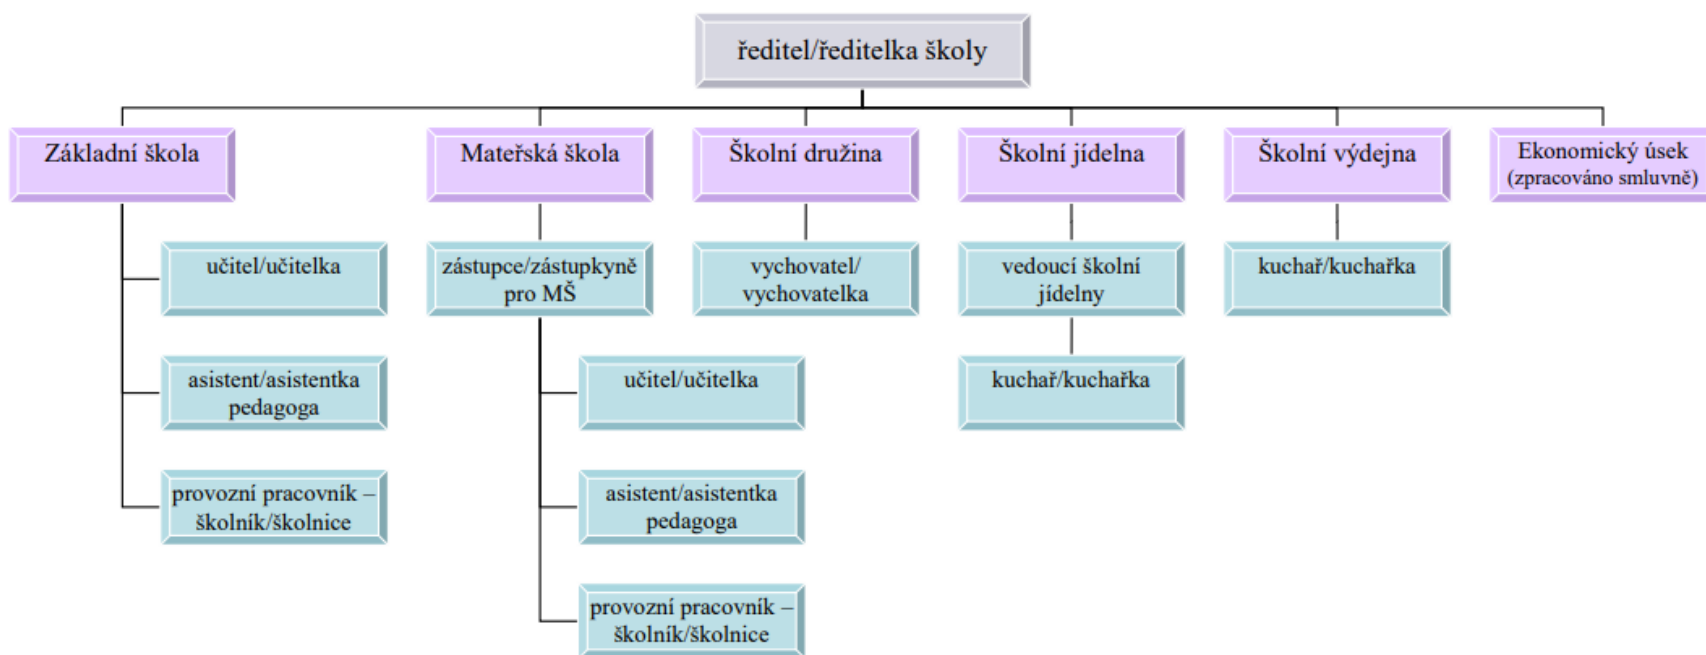 ředitel/ředitelka školy
Základní škola
Mateřská škola
Školní družina
Školní jídelna
Školní výdejna
Ekonomický úsek
(zpracováno smluvně)
učitel/učitelka
zástupce/zástupkyně
pro MŠ
vychovatel/
vychovatelka
vedoucí školní
jídelny
kuchař/kuchařka
asistent/asistentka
pedagoga
učitel/učitelka
kuchař/kuchařka
provozní pracovník –
školník/školnice
asistent/asistentka
pedagoga
provozní pracovník –
školník/školnice